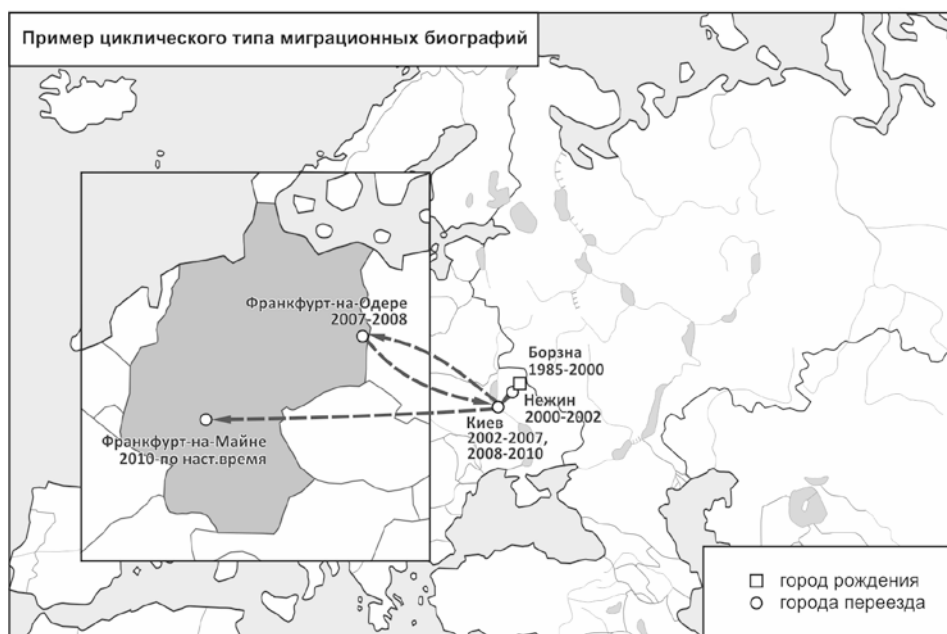 Пример циклического типа миграционных биографий
Франкфурт-на-Одере
2007-2008
Борзна
1985-2000
Нежин
2000-2002
Киев
2002-2007,
2008-2010
Франкфурт-на-Майне
2010-по наст.время
город рождения
города переезда